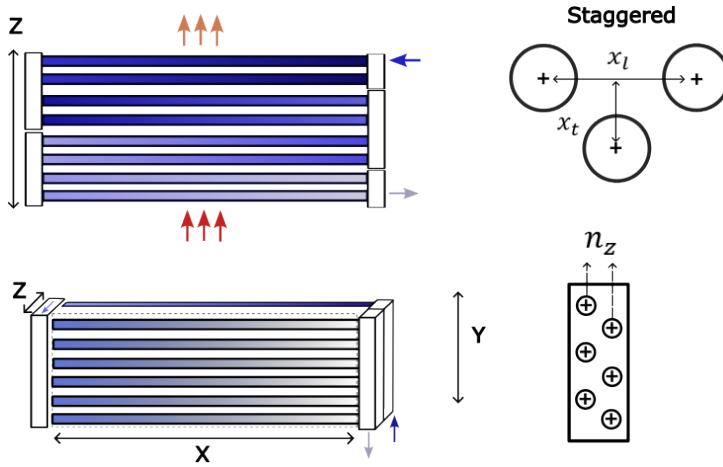 Z
Staggered
x_l
x_t
n_z
Z
Y
X